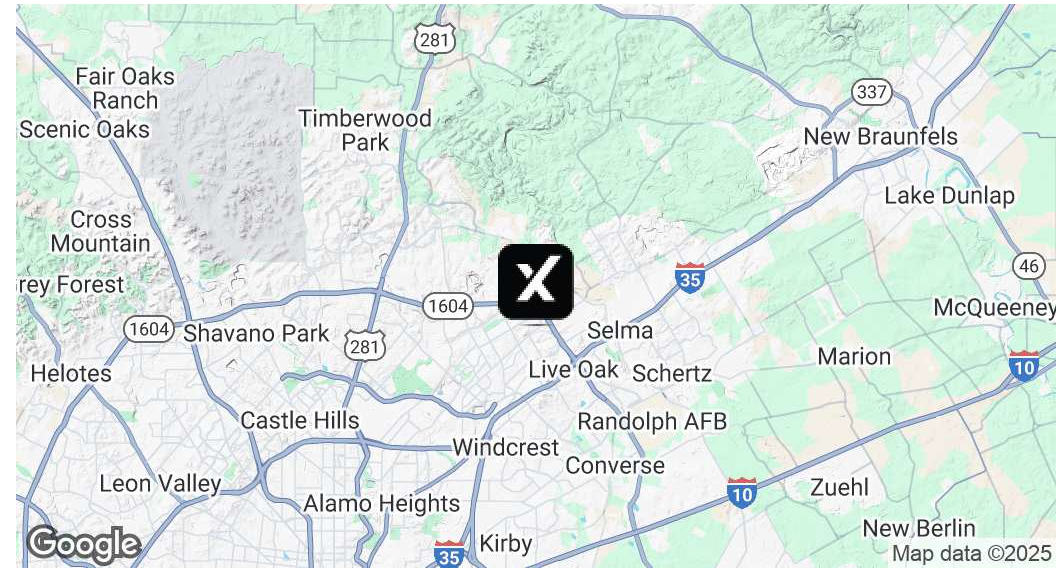 281
337
Fair Oaks
Ranch
Timberwood
Park
Scenic Oaks
New Braunfels
Lake Dunlap
Cross
Mountain
46
35
X
rey Forest
1604
McQueeney
1604
Shavano Park
281
Selma
Marion
10
Helotes
Live Oak
Schertz
Castle Hills
Randolph AFB
Windcrest
Converse
Leon Valley
10
Zuehl
Alamo Heights
New Berlin
Google
35
Kirby
Map data ©2025